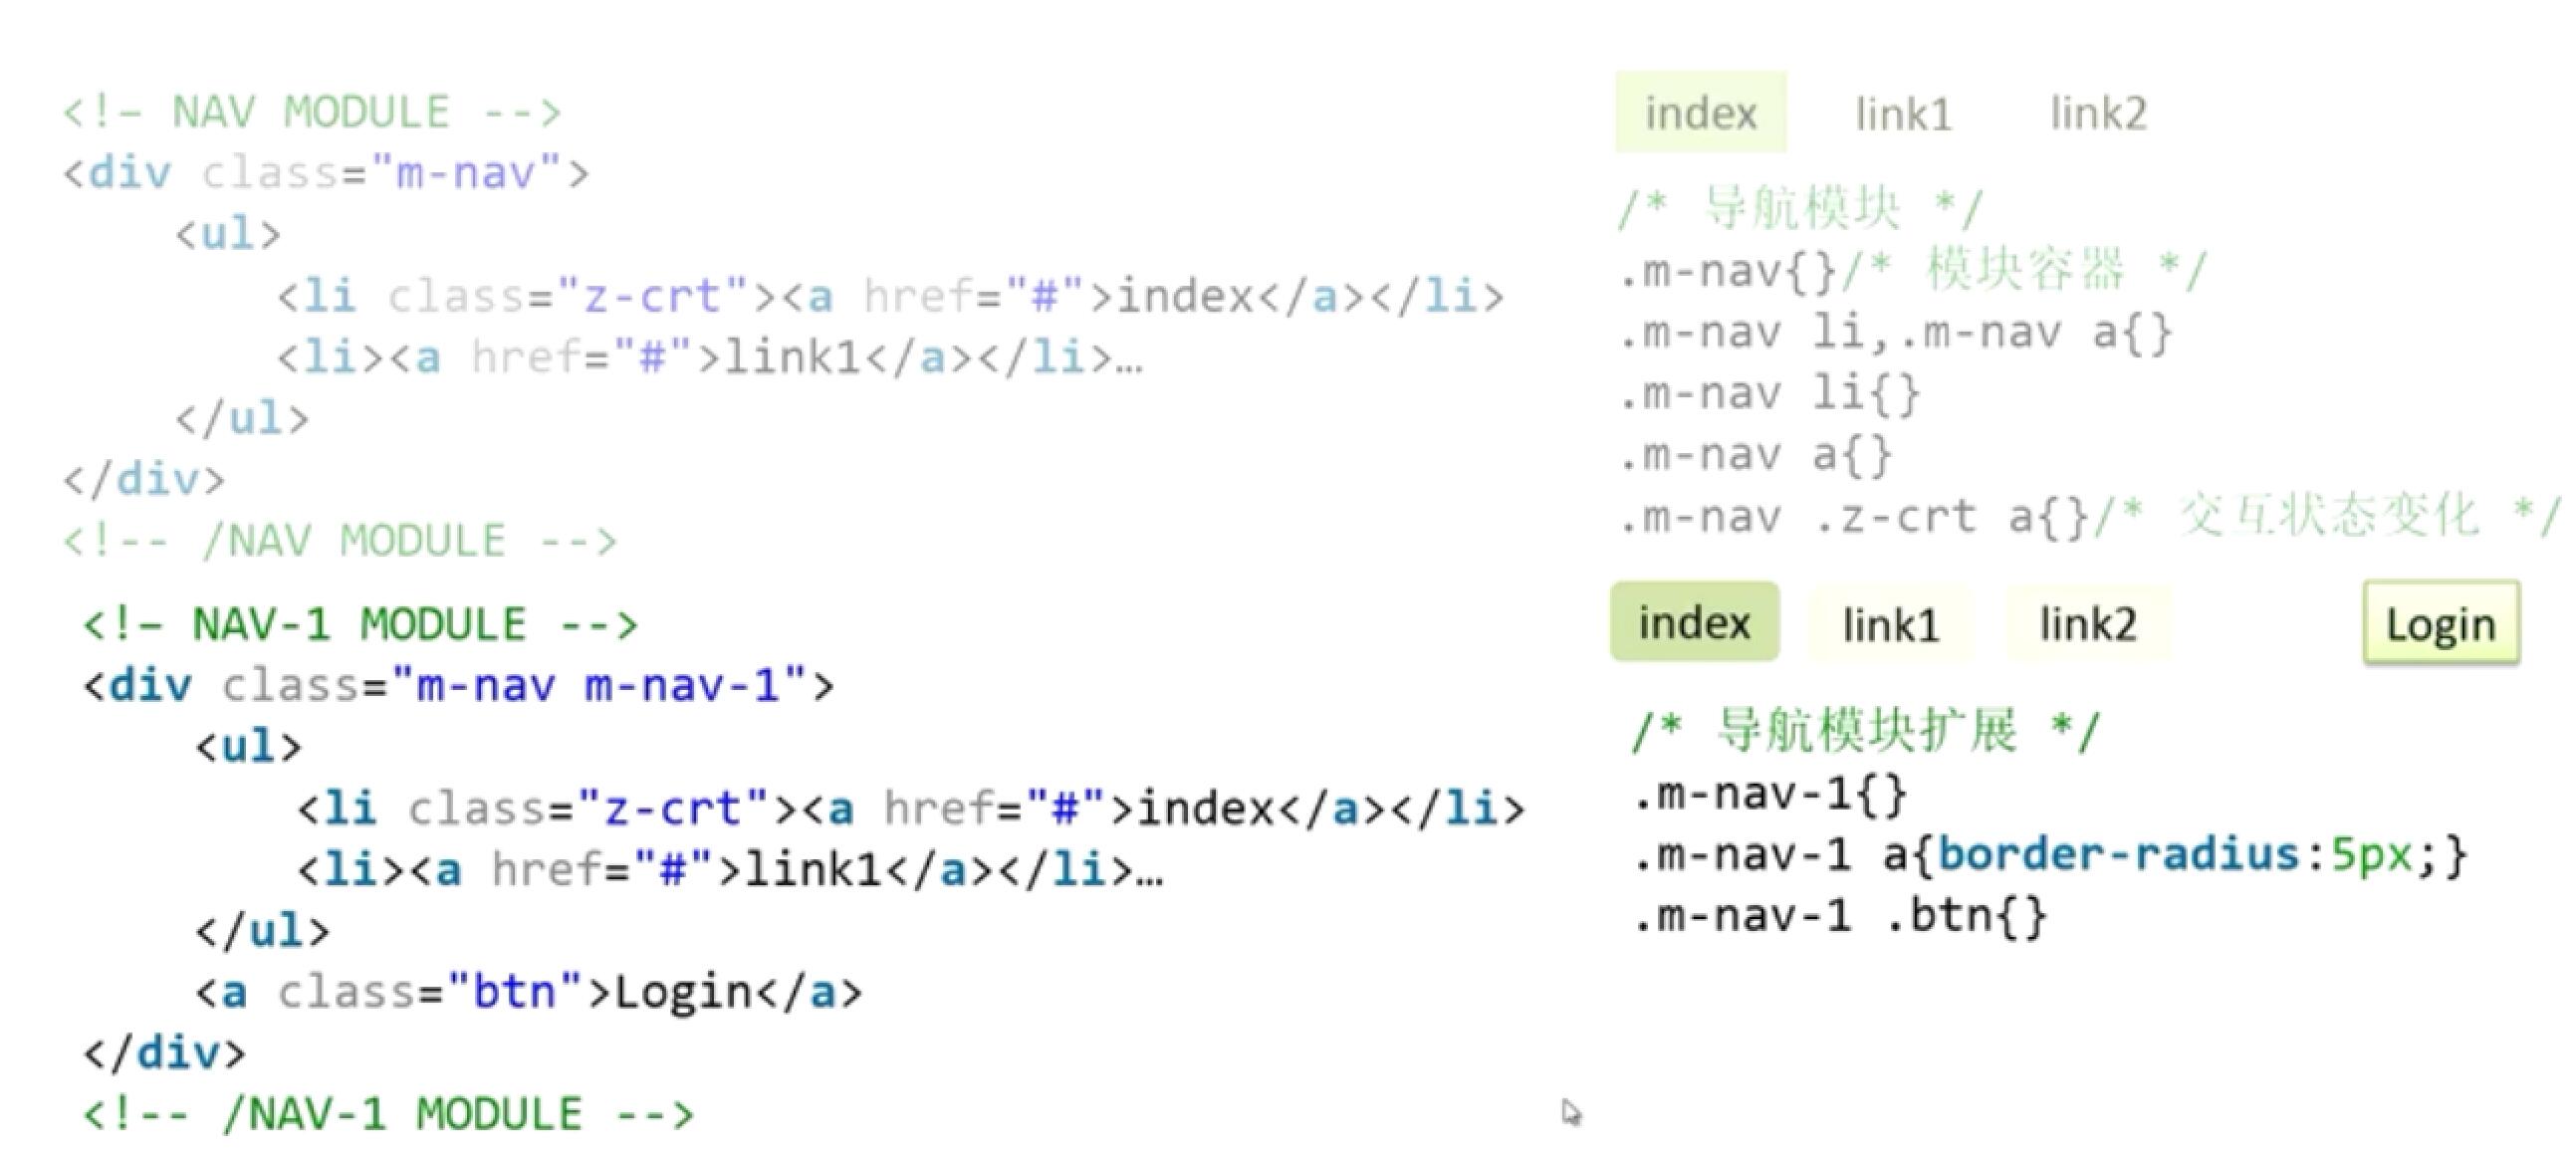 <!– NAV MODULE -->
<div class="m-nav">
<ul>
<li class="z-crt"><a href="#">index</a></li>
<li><a href="#">link1</a></li>…
</ul>
</div>
<!-- /NAV MODULE -->
<!– NAV-1 MODULE -->
<div class="m-nav m-nav-1">
<ul>
<li class="z-crt"><a href="#">index</a></li>
<li><a href="#">link1</a></li>…
</ul>
<a class="btn">Login</a>
</div>
<!-- /NAV-1 MODULE -->
index link1 link2
/* 导航模块 */
.m-nav{}/* 模块容器 */
.m-nav li,.m-nav a{}
.m-nav li{}
.m-nav a{}
.m-nav .z-crt a{}/* 交互状态变化 */
index link1 link2 Login
/* 导航模块扩展 */
.m-nav-1{}
.m-nav-1 a{border-radius:5px;}
.m-nav-1 .btn{}